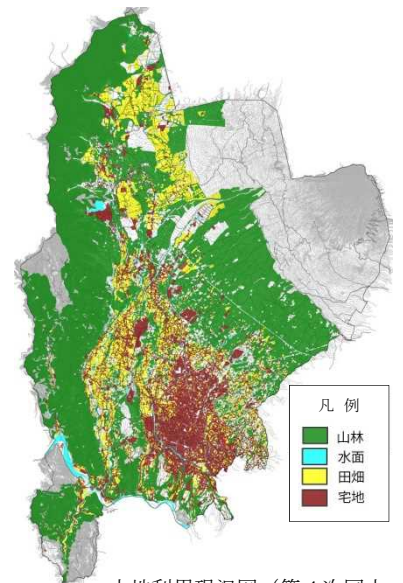 凡 例
山林
水面
田畑
宅地
土地利用現況図（第４次国土